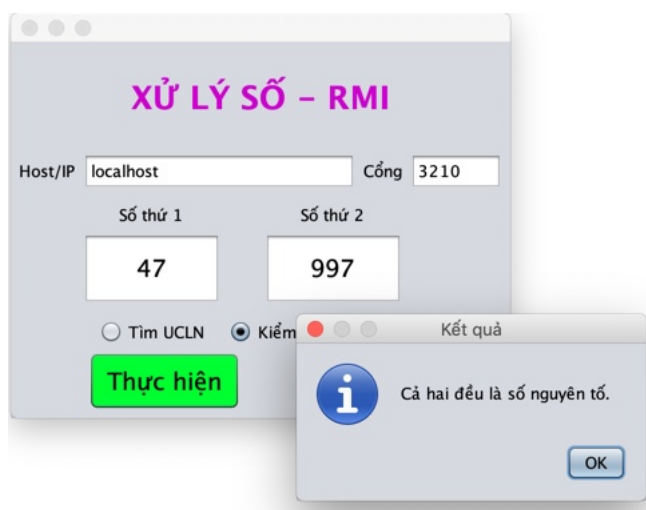 XỬ LÝ SỐ – RMI
Host/IP localhost Cổng 3210
Số thứ 1 Số thứ 2
47 997
Tìm UCLN Kiểm
Thực hiện
Kết quả
Cả hai đều là số nguyên tố.
OK